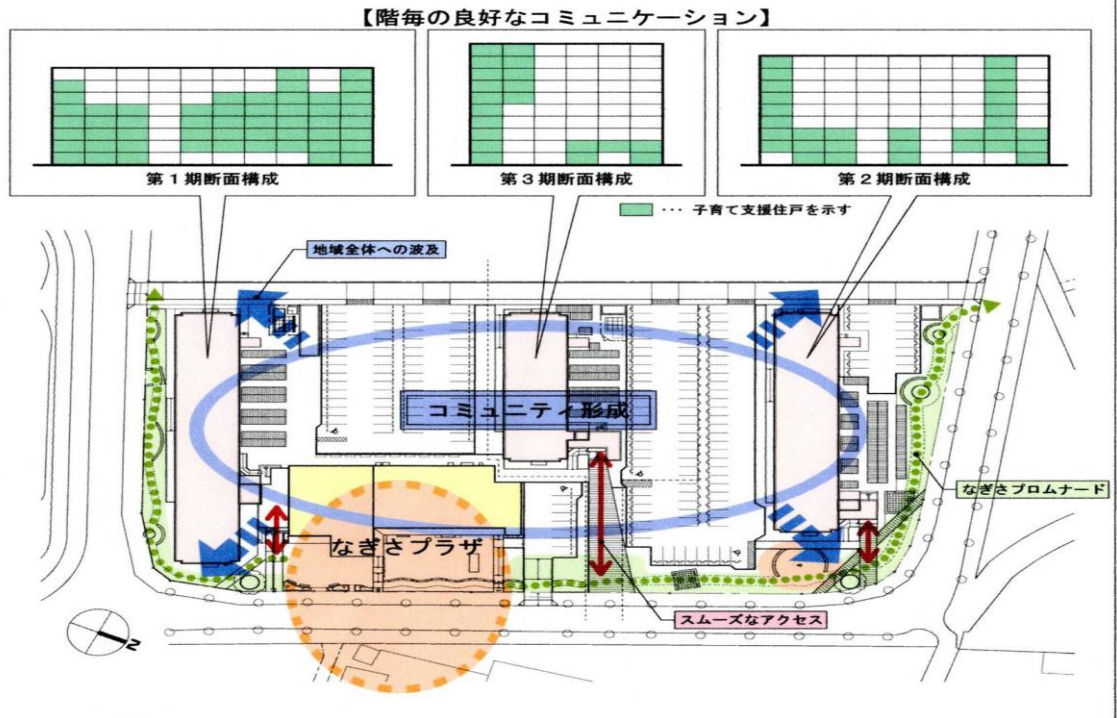 【階毎の良好なコミュニケーション】
第1期断面構成
第3期断面構成
第2期断面構成
… 子育て支援住戸を示す
地域全体への波及
コミュニティ形成
なぎさプロムナード
なぎさプラザ
スムーズなアクセス
N